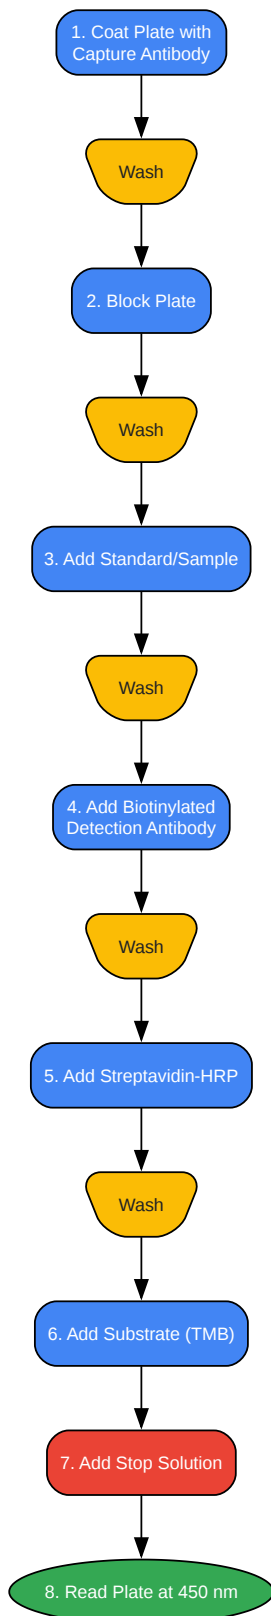 1. Coat Plate with
Capture Antibody
Wash
2. Block Plate
Wash
3. Add Standard/Sample
Wash
4. Add Biotinylated
Detection Antibody
Wash
5. Add Streptavidin-HRP
Wash
6. Add Substrate (TMB)
7. Add Stop Solution
8. Read Plate at 450 nm